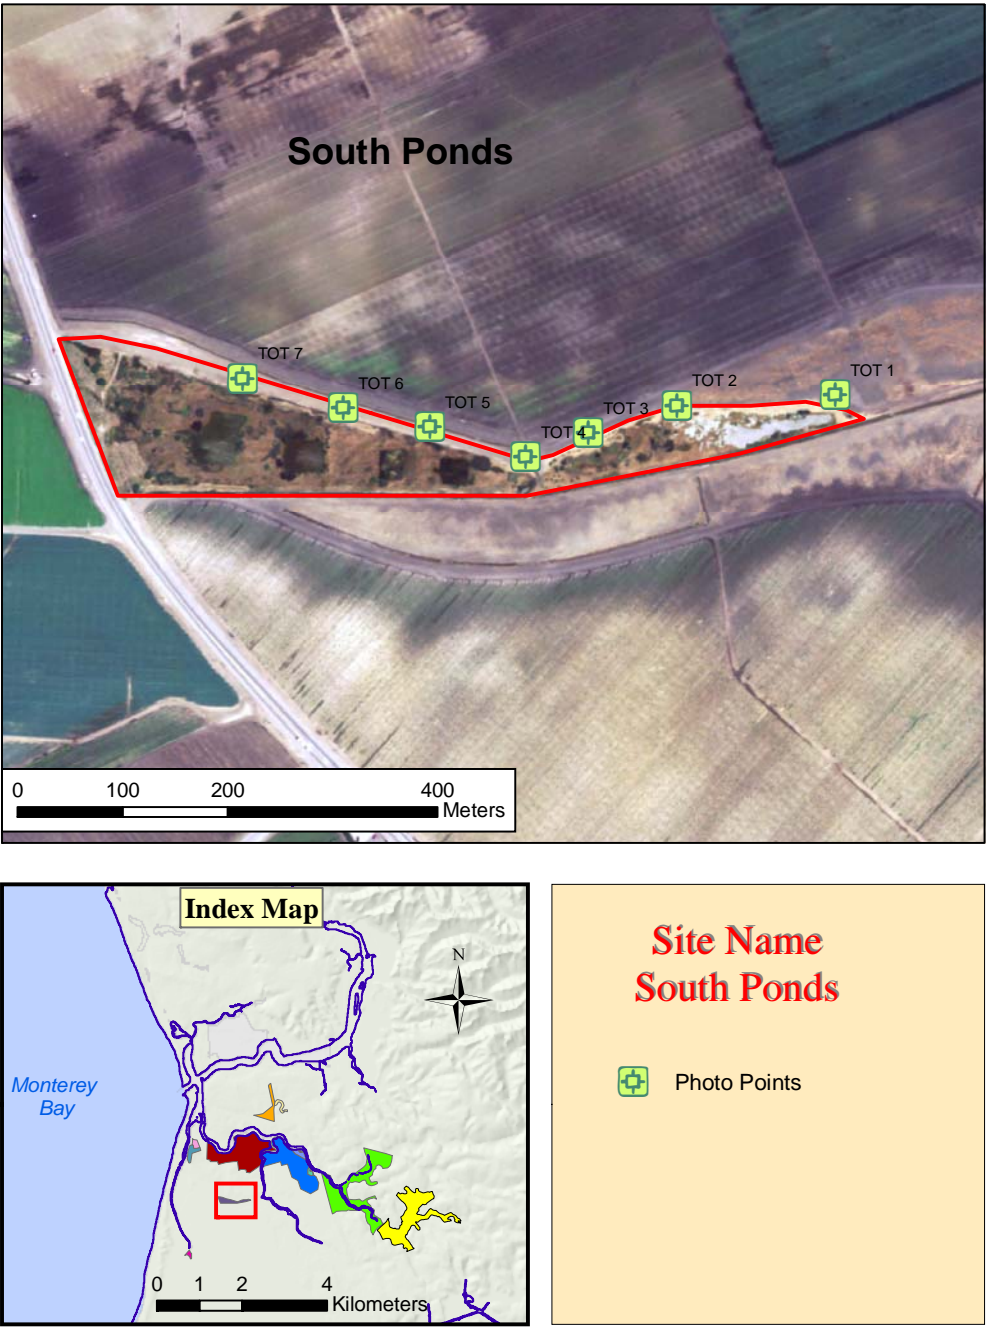 South Ponds
TOT 7
TOT 6
TOT 5
TOT 4
TOT 3
TOT 2
TOT 1
0 100 200 400
Meters
Index Map
N
Monterey
Bay
0 1 2 4
Kilometers
Site Name
South Ponds
Photo Points